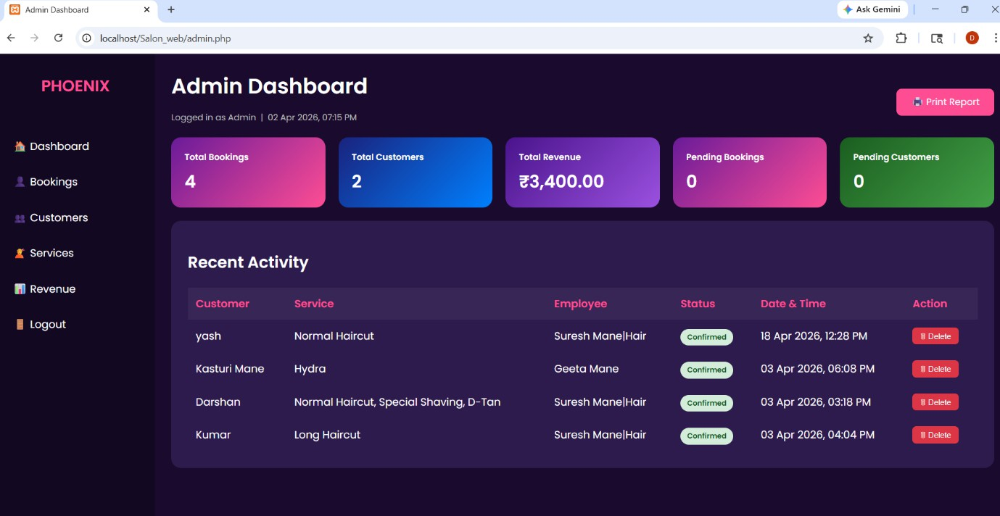 Admin Dashboard
Ask Gemini
localhost/Salon_web/admin.php
D
PHOENIX
Dashboard
Bookings
Customers
Services
Revenue
Logout
Admin Dashboard
Logged in as Admin | 02 Apr 2026, 07:15 PM
Print Report
Total Bookings
4
Total Customers
2
Total Revenue
₹3,400.00
Pending Bookings
0
Pending Customers
0
Recent Activity
Customer Service Employee Status Date & Time Action
yash Normal Haircut Suresh Mane|Hair Confirmed 18 Apr 2026, 12:28 PM Delete
Kasturi Mane Hydra Geeta Mane Confirmed 03 Apr 2026, 06:08 PM Delete
Darshan Normal Haircut, Special Shaving, D-Tan Suresh Mane|Hair Confirmed 03 Apr 2026, 03:18 PM Delete
Kumar Long Haircut Suresh Mane|Hair Confirmed 03 Apr 2026, 04:04 PM Delete